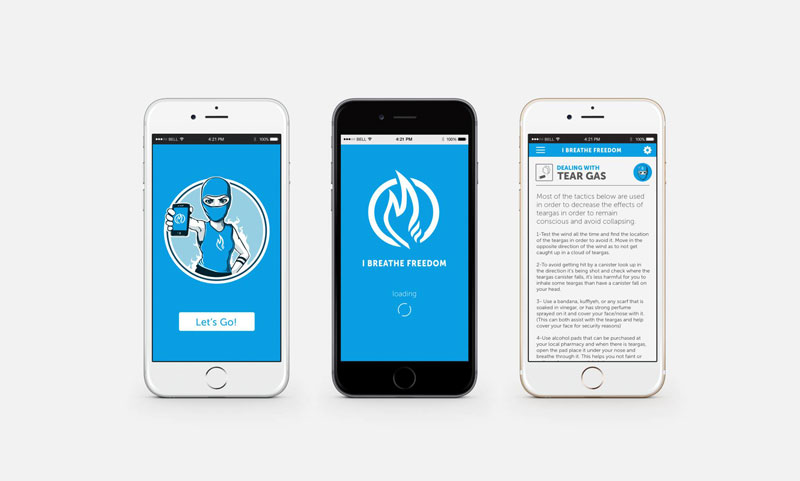 BELL
4:21 PM
100%
Let's Go!
BELL
4:21 PM
100%
I BREATHE FREEDOM
loading
BELL
4:21 PM
100%
I BREATHE FREEDOM
DEALING WITH
TEAR GAS
Most of the tactics below are used
in order to decrease the effects of
teargas in order to remain
conscious and avoid collapsing.
1-Test the wind all the time and find the location
of the teargas in order to avoid it. Move in the
opposite direction of the wind as to not get
caught up in a cloud of teargas.
2-To avoid getting hit by a canister look up in
the direction it's being shot and check where the
teargas canister falls, it's less harmful for you to
inhale some teargas than have a canister fall on
your head.
3- Use a bandana, kuffiyeh, or any scarf that is
soaked in vinegar, or has strong perfume
sprayed on it and cover your face/nose with it
(This can both assist with the teargas and help
cover your face for security reasons)
4-Use alcohol pads that can be purchased at
your local pharmacy and when there is teargas,
open the pad place it under your nose and
breathe through it. This helps you not faint or